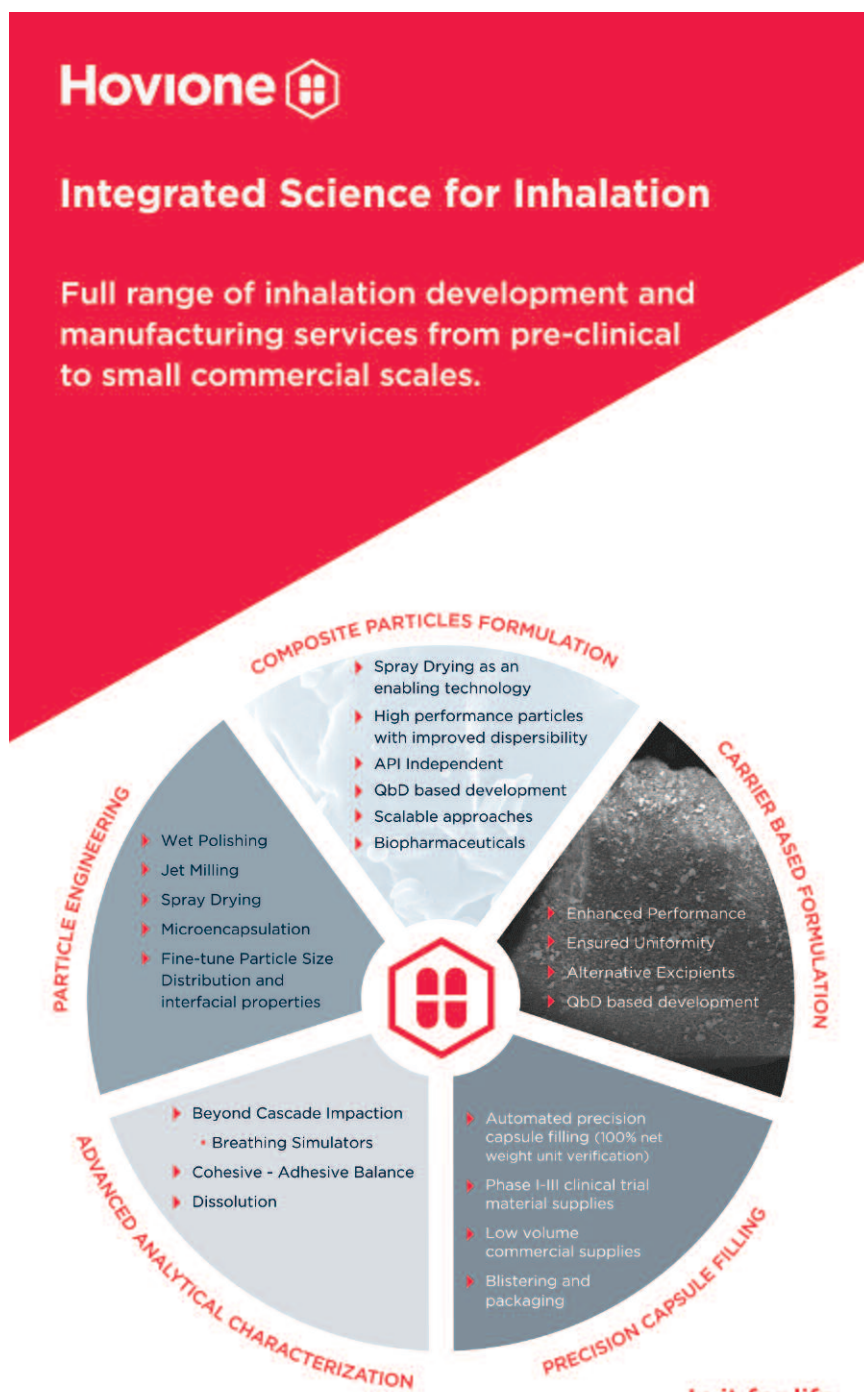 Hovione
Integrated Science for Inhalation
Full range of inhalation development and
manufacturing services from pre-clinical
to small commercial scales.
COMPOSITE PARTICLES FORMULATION
Spray Drying as an
enabling technology
High performance particles
with improved dispersibility
API Independent
QbD based development
Scalable approaches
Biopharmaceuticals
CARRIER BASED FORMULATION
Enhanced Performance
Ensured Uniformity
Alternative Excipients
QbD based development
PARTICLE ENGINEERING
Wet Polishing
Jet Milling
Spray Drying
Microencapsulation
Fine-tune Particle Size
Distribution and
interfacial properties
ADVANCED ANALYTICAL CHARACTERIZATION
Beyond Cascade Impaction
• Breathing Simulators
Cohesive - Adhesive Balance
Dissolution
PRECISION CAPSULE FILLING
Automated precision
capsule filling (100% net
weight unit verification)
Phase I-III clinical trial
material supplies
Low volume
commercial supplies
Blistering and
packaging